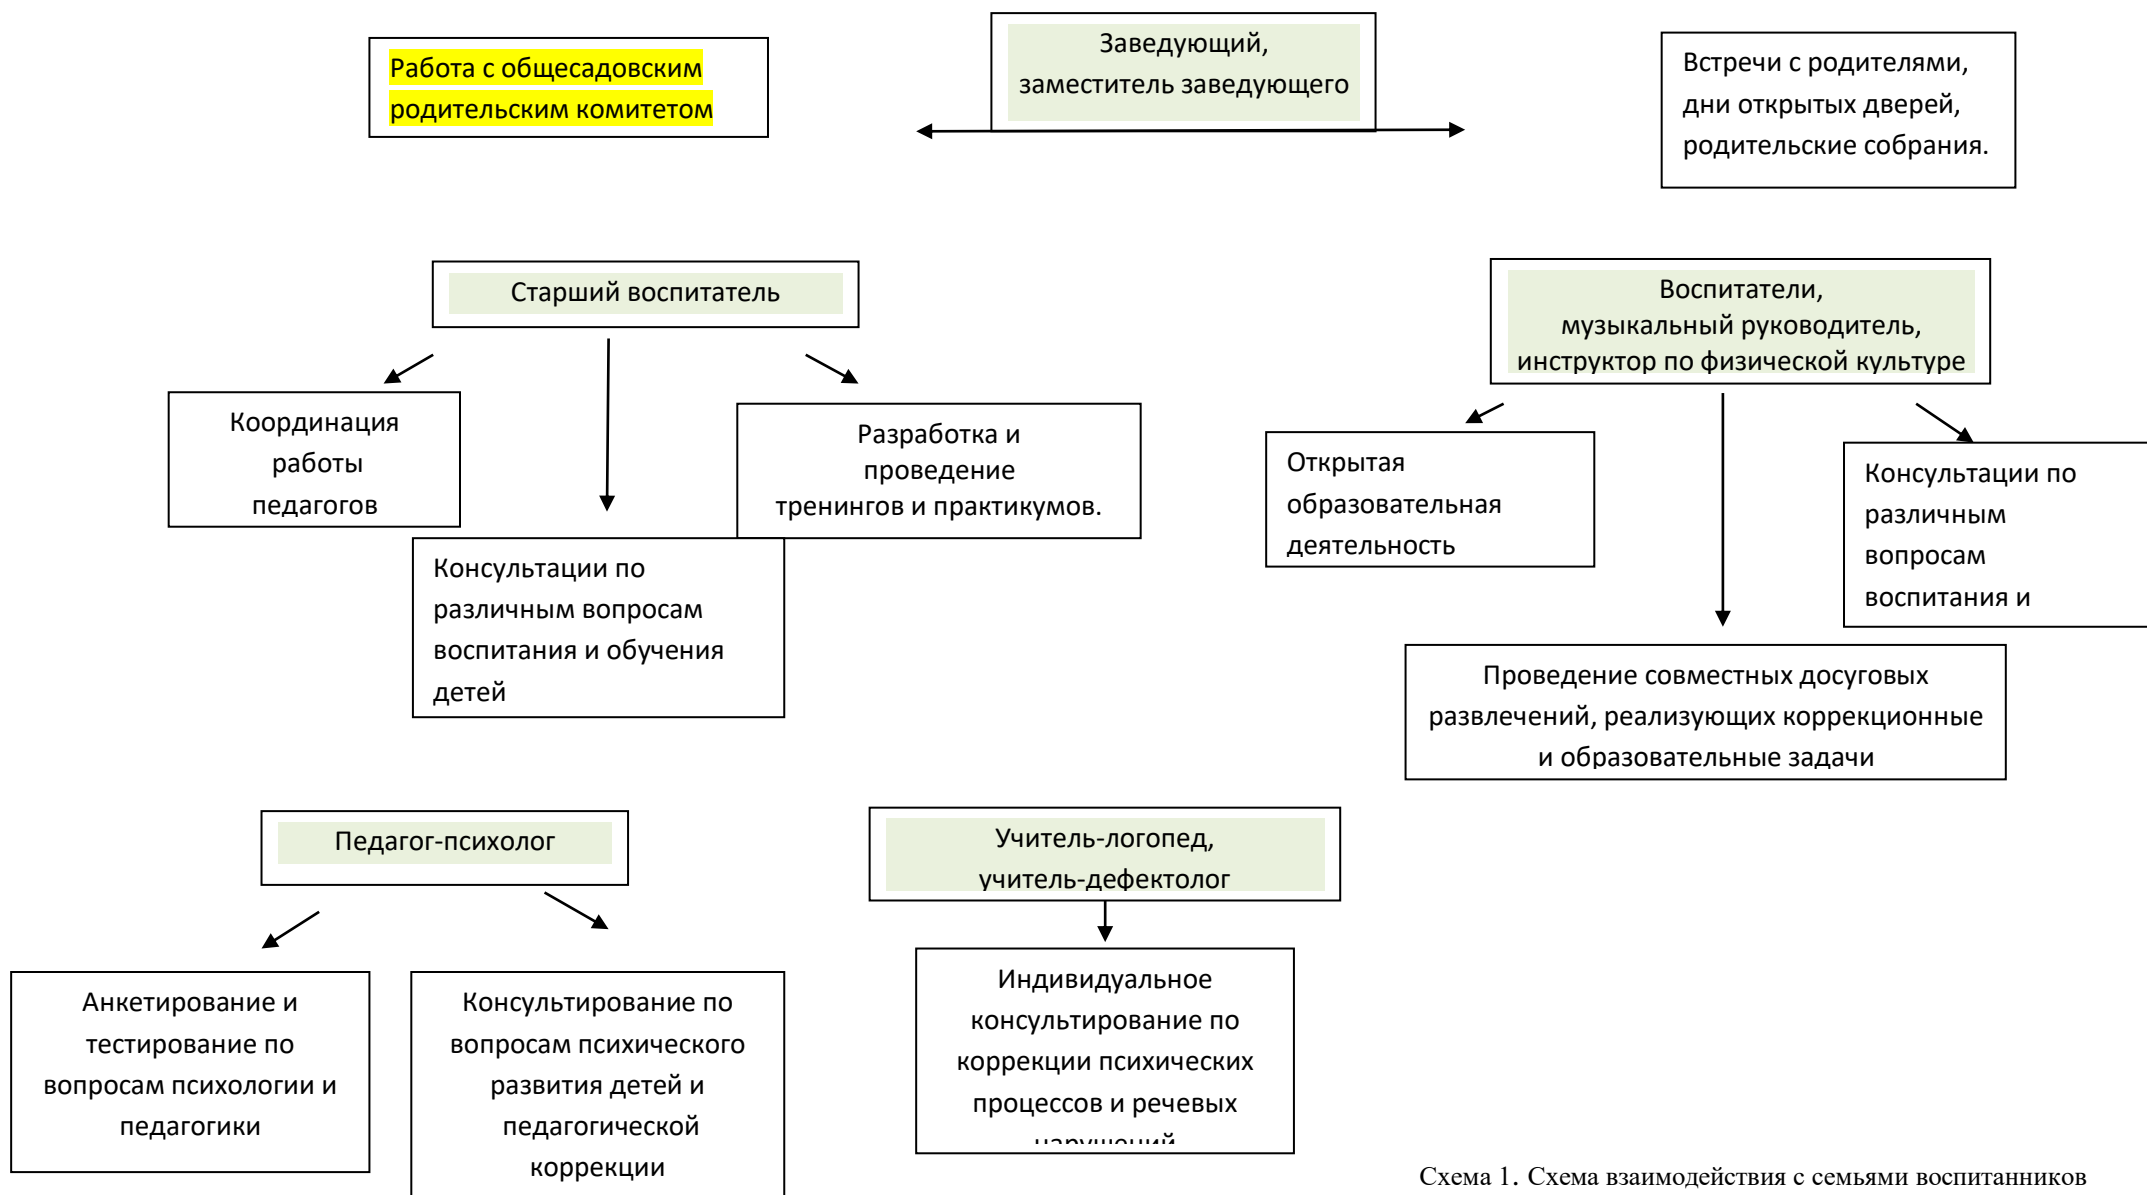 Работа с общесадовским
родительским комитетом
Заведующий,
заместитель заведующего
Встречи с родителями,
дни открытых дверей,
родительские собрания.
Старший воспитатель
Воспитатели,
музыкальный руководитель,
инструктор по физической культуре
Координация
работы
педагогов
Разработка и
проведение
тренингов и практикумов.
Консультации по
различным вопросам
воспитания и обучения
детей
Открытая
образовательная
деятельность
Консультации по
различным
вопросам
воспитания и
Проведение совместных досуговых
развлечений, реализующих коррекционные
и образовательные задачи
Педагог-психолог
Учитель-логопед,
учитель-дефектолог
Анкетирование и
тестирование по
вопросам психологии и
педагогики
Консультирование по
вопросам психического
развития детей и
педагогической
коррекции
Индивидуальное
консультирование по
коррекции психических
процессов и речевых
нарушений
Схема 1. Схема взаимодействия с семьями воспитанников